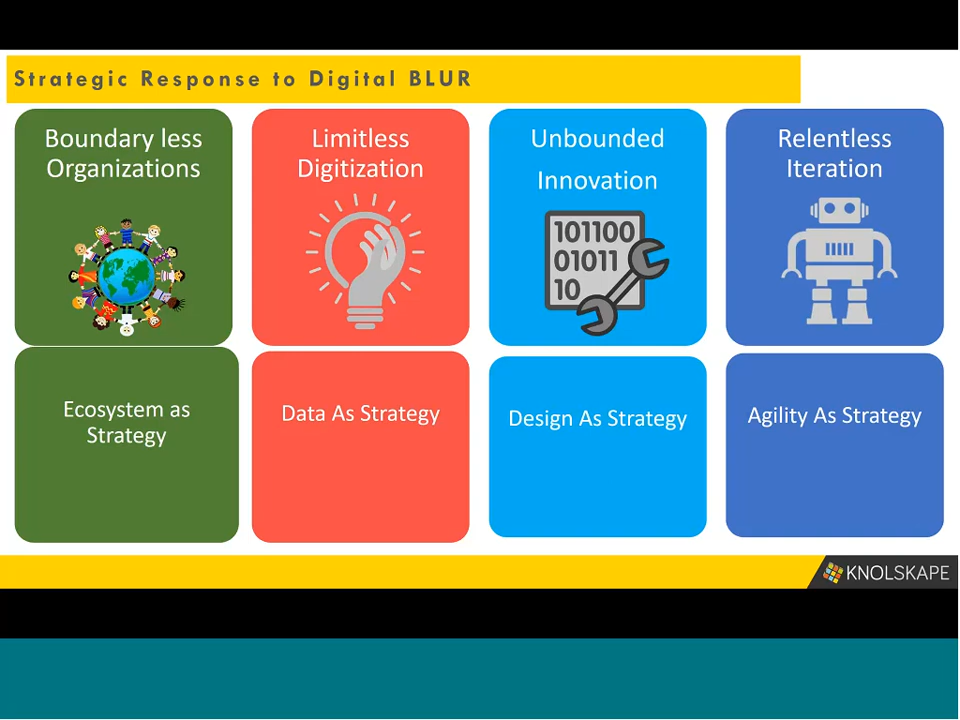 Strategic Response to Digital BLUR
Boundary less
Organizations
Limitless
Digitization
Unbounded
Innovation
101100
01011
10
Relentless
Iteration
Ecosystem as
Strategy
Data As Strategy
Design As Strategy
Agility As Strategy
KNOLSKAPE